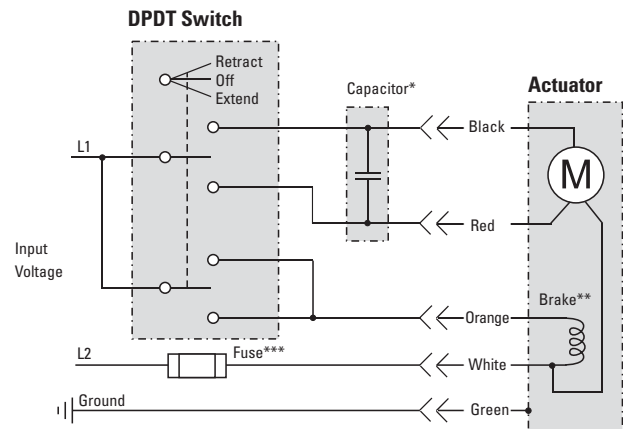 DPDT Switch
Retract
Off
Extend
Capacitor*
Actuator
L1
Black
M
Red
Input
Voltage
Orange
Brake**
L2
Fuse***
White
Ground
Green